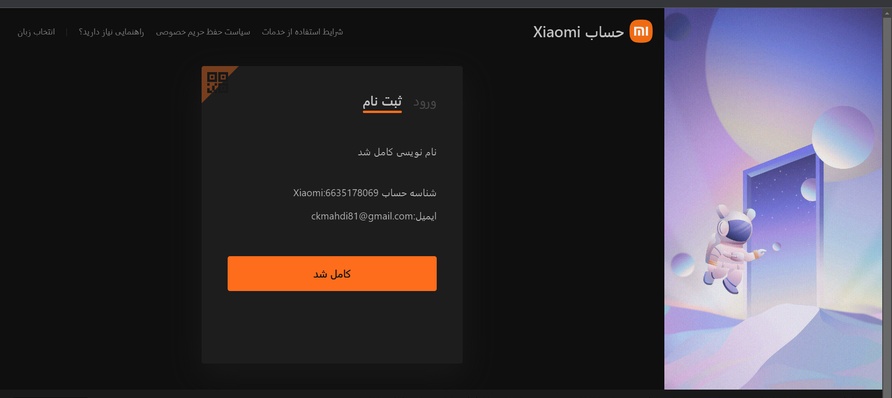 حساب Xiaomi
شرایط استفاده از خدمات
سیاست حفظ حریم خصوصی
راهنمایی نیاز دارید؟
انتخاب زبان
ورود
ثبت نام
نام نویسی کامل شد
شناسه حساب Xiaomi:6635178069
ایمیل:ckmahdi81@gmail.com
کامل شد